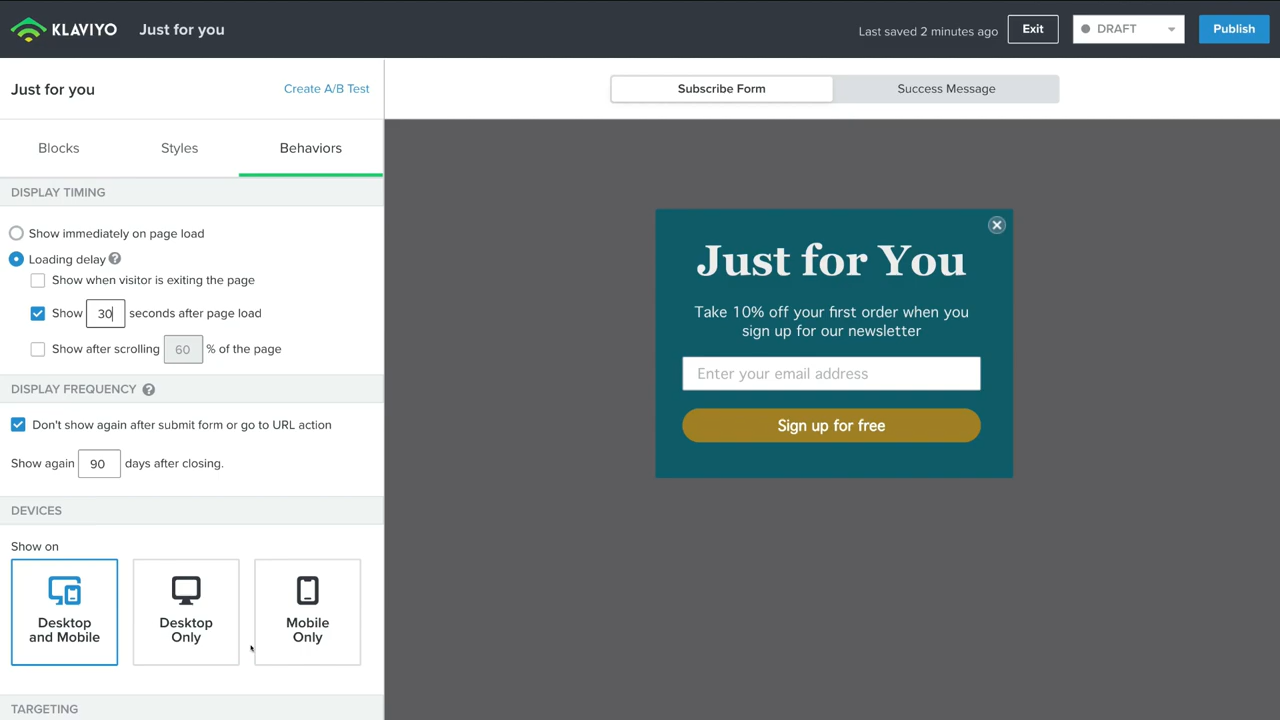 KLAVIYO Just for you Last saved 2 minutes ago Exit DRAFT Publish
Just for you Create A/B Test
Subscribe Form Success Message
Blocks Styles Behaviors
DISPLAY TIMING
Show immediately on page load
Loading delay ?
Show when visitor is exiting the page
Show 30 seconds after page load
Show after scrolling 60 % of the page
DISPLAY FREQUENCY ?
Don't show again after submit form or go to URL action
Show again 90 days after closing.
DEVICES
Show on
Desktop
and Mobile
Desktop
Only
Mobile
Only
TARGETING
Just for You
Take 10% off your first order when you
sign up for our newsletter
Enter your email address
Sign up for free